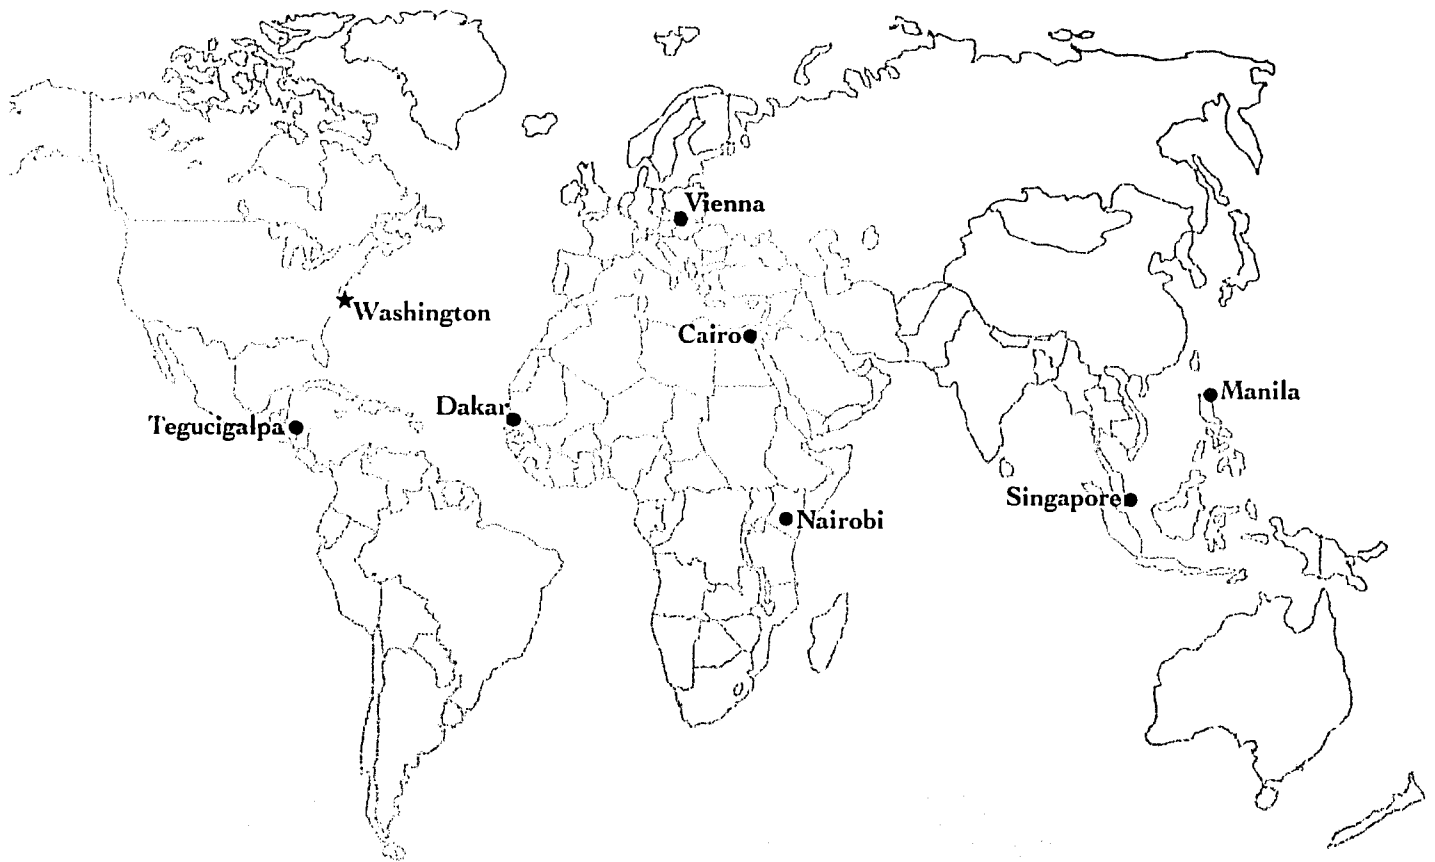 Vienna
Washington
Cairo
Manila
Dakar
Tegucigalpa
Singapore
Nairobi